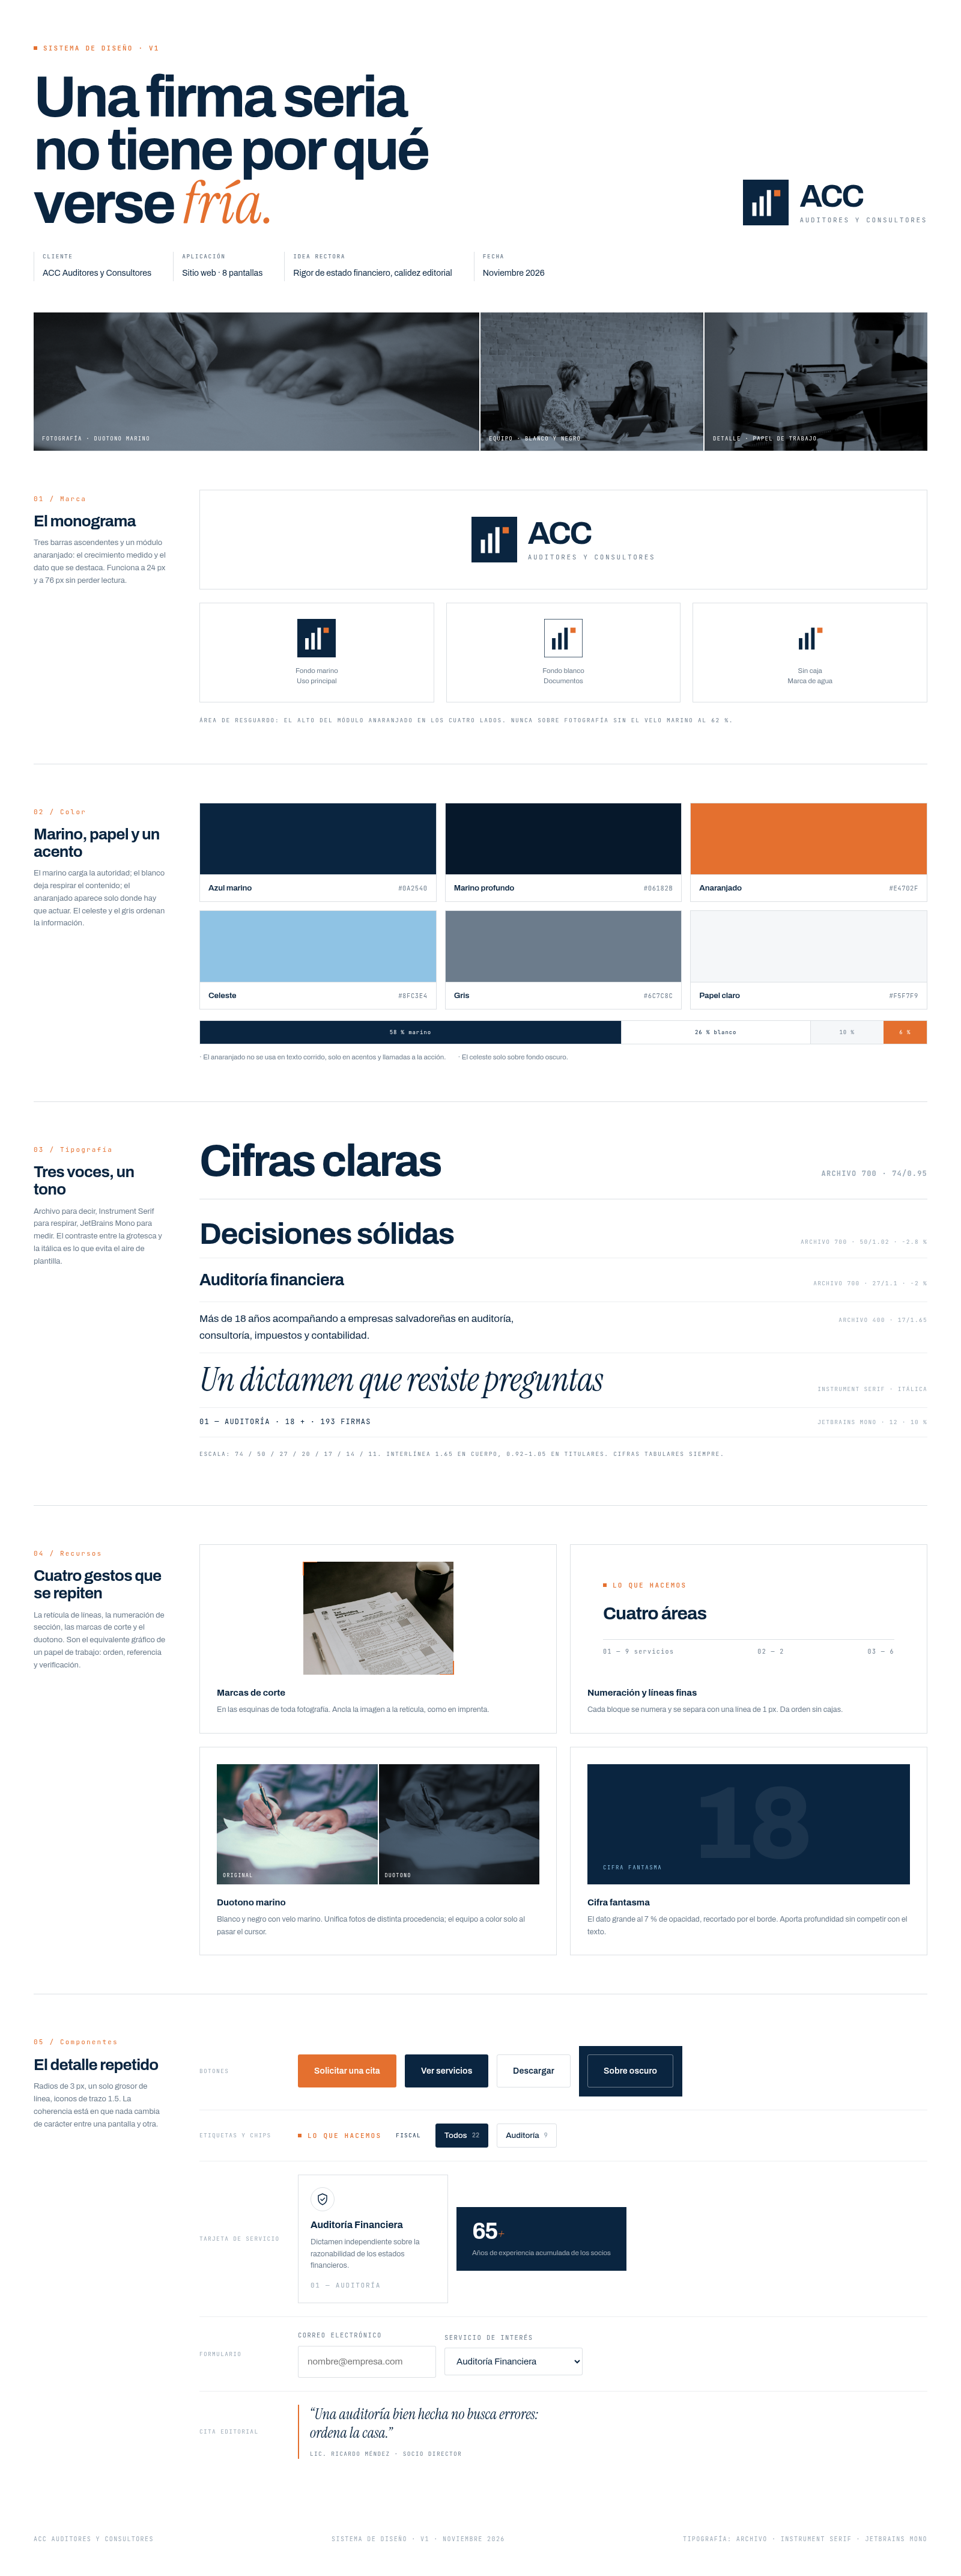 SISTEMA DE DISEÑO · V1
Una firma seria
no tiene por qué
verse fría.
ACC
AUDITORES Y CONSULTORES
CLIENTE
ACC Auditores y Consultores
APLICACIÓN
Sitio web · 8 pantallas
IDEA RECTORA
Rigor de estado financiero, calidez editorial
FECHA
Noviembre 2026
FOTOGRAFÍA · DUOTONO MARINO
EQUIPO · BLANCO Y NEGRO
DETALLE · PAPEL DE TRABAJO
01 / Marca
El monograma
Tres barras ascendentes y un módulo
anaranjado: el crecimiento medido y el
dato que se destaca. Funciona a 24 px
y a 76 px sin perder lectura.
ACC
AUDITORES Y CONSULTORES
Fondo marino
Uso principal
Fondo blanco
Documentos
Sin caja
Marca de agua
ÁREA DE RESGUARDO: EL ALTO DEL MÓDULO ANARANJADO EN LOS CUATRO LADOS. NUNCA SOBRE FOTOGRAFÍA SIN EL VELO MARINO AL 62 %.
02 / Color
Marino, papel y un
acento
El marino carga la autoridad; el blanco
deja respirar el contenido; el
anaranjado aparece solo donde hay
que actuar. El celeste y el gris ordenan
la información.
Azul marino
#0A2540
Marino profundo
#06182B
Anaranjado
#E4702F
Celeste
#8FC3E4
Gris
#6C7C8C
Papel claro
#F5F7F9
58 % marino
26 % blanco
10 %
6 %
· El anaranjado no se usa en texto corrido, solo en acentos y llamadas a la acción.
· El celeste solo sobre fondo oscuro.
03 / Tipografía
Tres voces, un
tono
Archivo para decir, Instrument Serif
para respirar, JetBrains Mono para
medir. El contraste entre la grotesca y
la itálica es lo que evita el aire de
plantilla.
Cifras claras
ARCHIVO 700 · 74/0.95
Decisiones sólidas
ARCHIVO 700 · 50/1.02 · -2.8 %
Auditoría financiera
ARCHIVO 700 · 27/1.1 · -2 %
Más de 18 años acompañando a empresas salvadoreñas en auditoría,
consultoría, impuestos y contabilidad.
ARCHIVO 400 · 17/1.65
Un dictamen que resiste preguntas
INSTRUMENT SERIF · ITÁLICA
01 — AUDITORÍA · 18 + · 193 FIRMAS
JETBRAINS MONO · 12 · 18 %
ESCALA: 74 / 50 / 27 / 20 / 17 / 14 / 11. INTERLÍNEA 1.65 EN CUERPO, 0.92–1.05 EN TITULARES. CIFRAS TABULARES SIEMPRE.
04 / Recursos
Cuatro gestos que
se repiten
La retícula de líneas, la numeración de
sección, las marcas de corte y el
duotono. Son el equivalente gráfico de
un papel de trabajo: orden, referencia
y verificación.
Marcas de corte
En las esquinas de toda fotografía. Ancla la imagen a la retícula, como en imprenta.
LO QUE HACEMOS
Cuatro áreas
01 — 9 servicios
02 — 2
03 — 6
Numeración y líneas finas
Cada bloque se numera y se separa con una línea de 1 px. Da orden sin cajas.
ORIGINAL
DUOTONO
Duotono marino
Blanco y negro con velo marino. Unifica fotos de distinta procedencia; el equipo a color solo al
pasar el cursor.
18
CIFRA FANTASMA
Cifra fantasma
El dato grande al 7 % de opacidad, recortado por el borde. Aporta profundidad sin competir con el
texto.
05 / Componentes
El detalle repetido
Radios de 3 px, un solo grosor de
línea, íconos de trazo 1.5. La
coherencia está en que nada cambia
de carácter entre una pantalla y otra.
BOTONES
Solicitar una cita
Ver servicios
Descargar
Sobre oscuro
ETIQUETAS Y CHIPS
LO QUE HACEMOS
FISCAL
Todos 22
Auditoría 9
TARJETA DE SERVICIO
Auditoría Financiera
Dictamen independiente sobre la
razonabilidad de los estados
financieros.
01 — AUDITORÍA
65+
Años de experiencia acumulada de los socios
FORMULARIO
CORREO ELECTRÓNICO
nombre@empresa.com
SERVICIO DE INTERÉS
Auditoría Financiera
CITA EDITORIAL
“Una auditoría bien hecha no busca errores:
ordena la casa.”
LIC. RICARDO MÉNDEZ · SOCIO DIRECTOR
ACC AUDITORES Y CONSULTORES
SISTEMA DE DISEÑO · V1 · NOVIEMBRE 2026
TIPOGRAFÍA: ARCHIVO · INSTRUMENT SERIF · JETBRAINS MONO